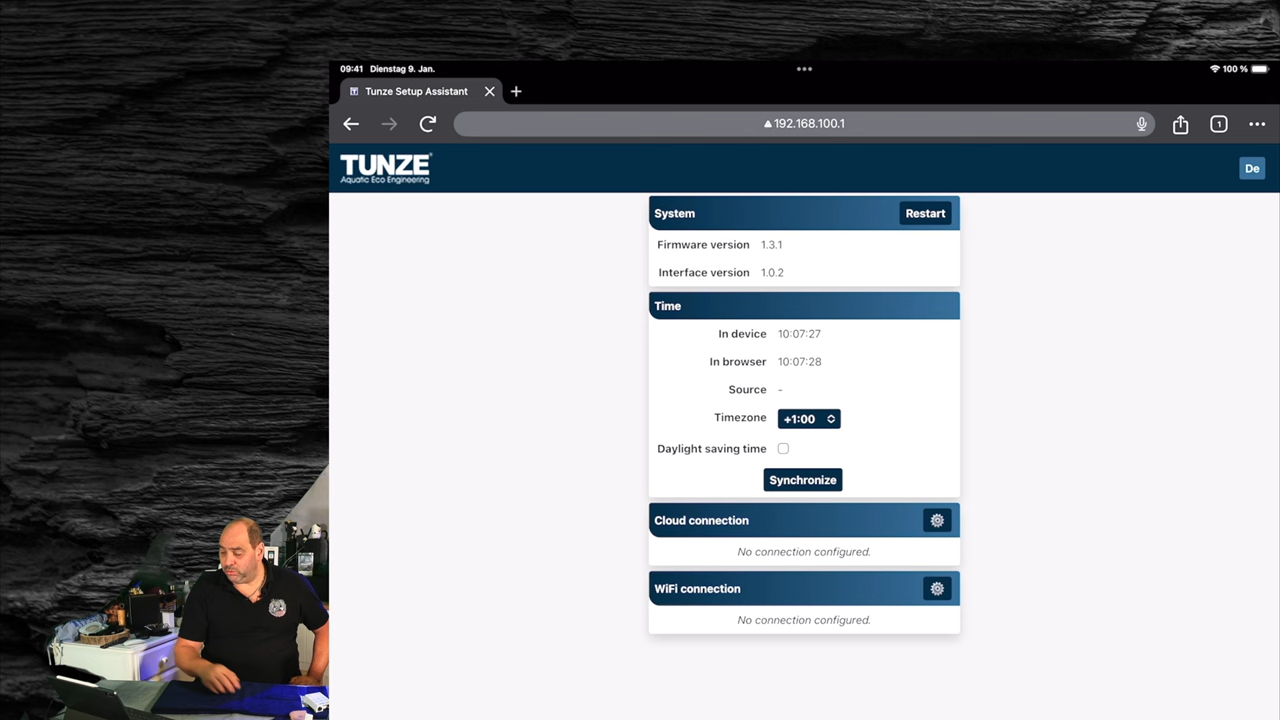 09:41 Dienstag 9. Jan.
100 %
Tunze Setup Assistant
192.168.100.1
1
TUNZE
Aquatic Eco Engineering
De
System
Restart
Firmware version 1.3.1
Interface version 1.0.2
Time
In device 10:07:27
In browser 10:07:28
Source -
Timezone +1:00
Daylight saving time
Synchronize
Cloud connection
No connection configured.
WiFi connection
No connection configured.